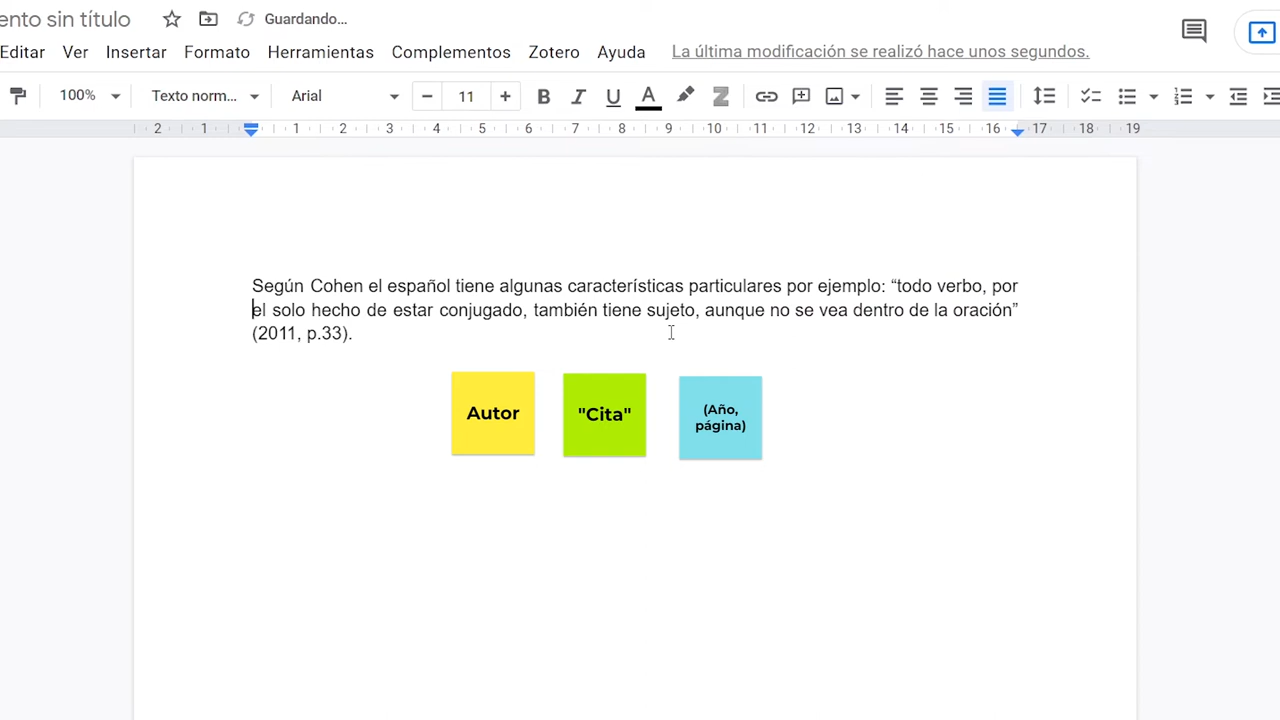 ento sin título Guardando...
Editar Ver Insertar Formato Herramientas Complementos Zotero Ayuda La última modificación se realizó hace unos segundos.
100% Texto norm... Arial 11 B I U A Z
2 1 1 2 3 4 5 6 7 8 9 10 11 12 13 14 15 16 17 18 19
Según Cohen el español tiene algunas características particulares por ejemplo: “todo verbo, por
el solo hecho de estar conjugado, también tiene sujeto, aunque no se vea dentro de la oración”
(2011, p.33).
Autor
"Cita"
(Año,
página)